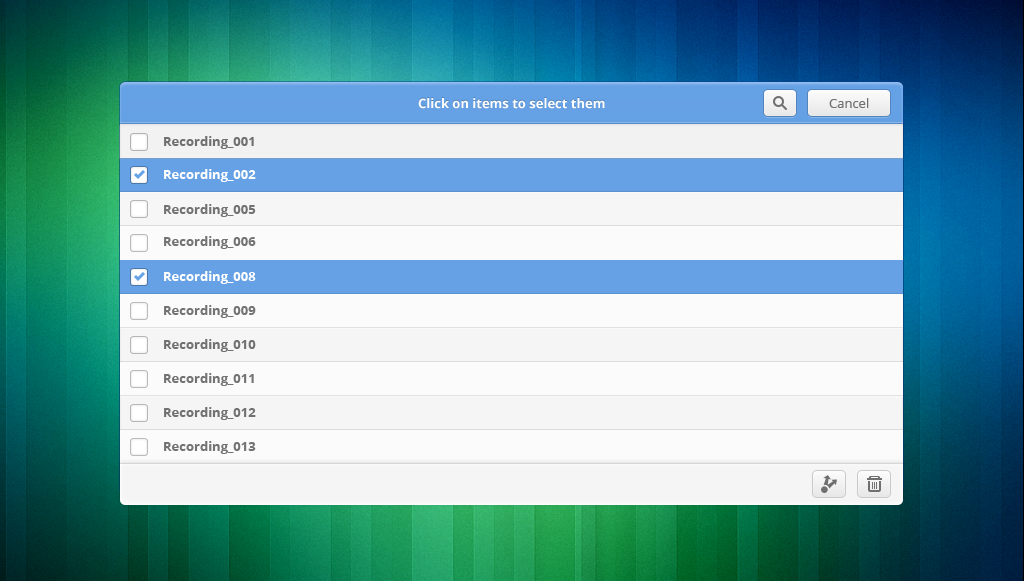 Click on items to select them
Cancel
Recording_001
Recording_002
Recording_005
Recording_006
Recording_008
Recording_009
Recording_010
Recording_011
Recording_012
Recording_013